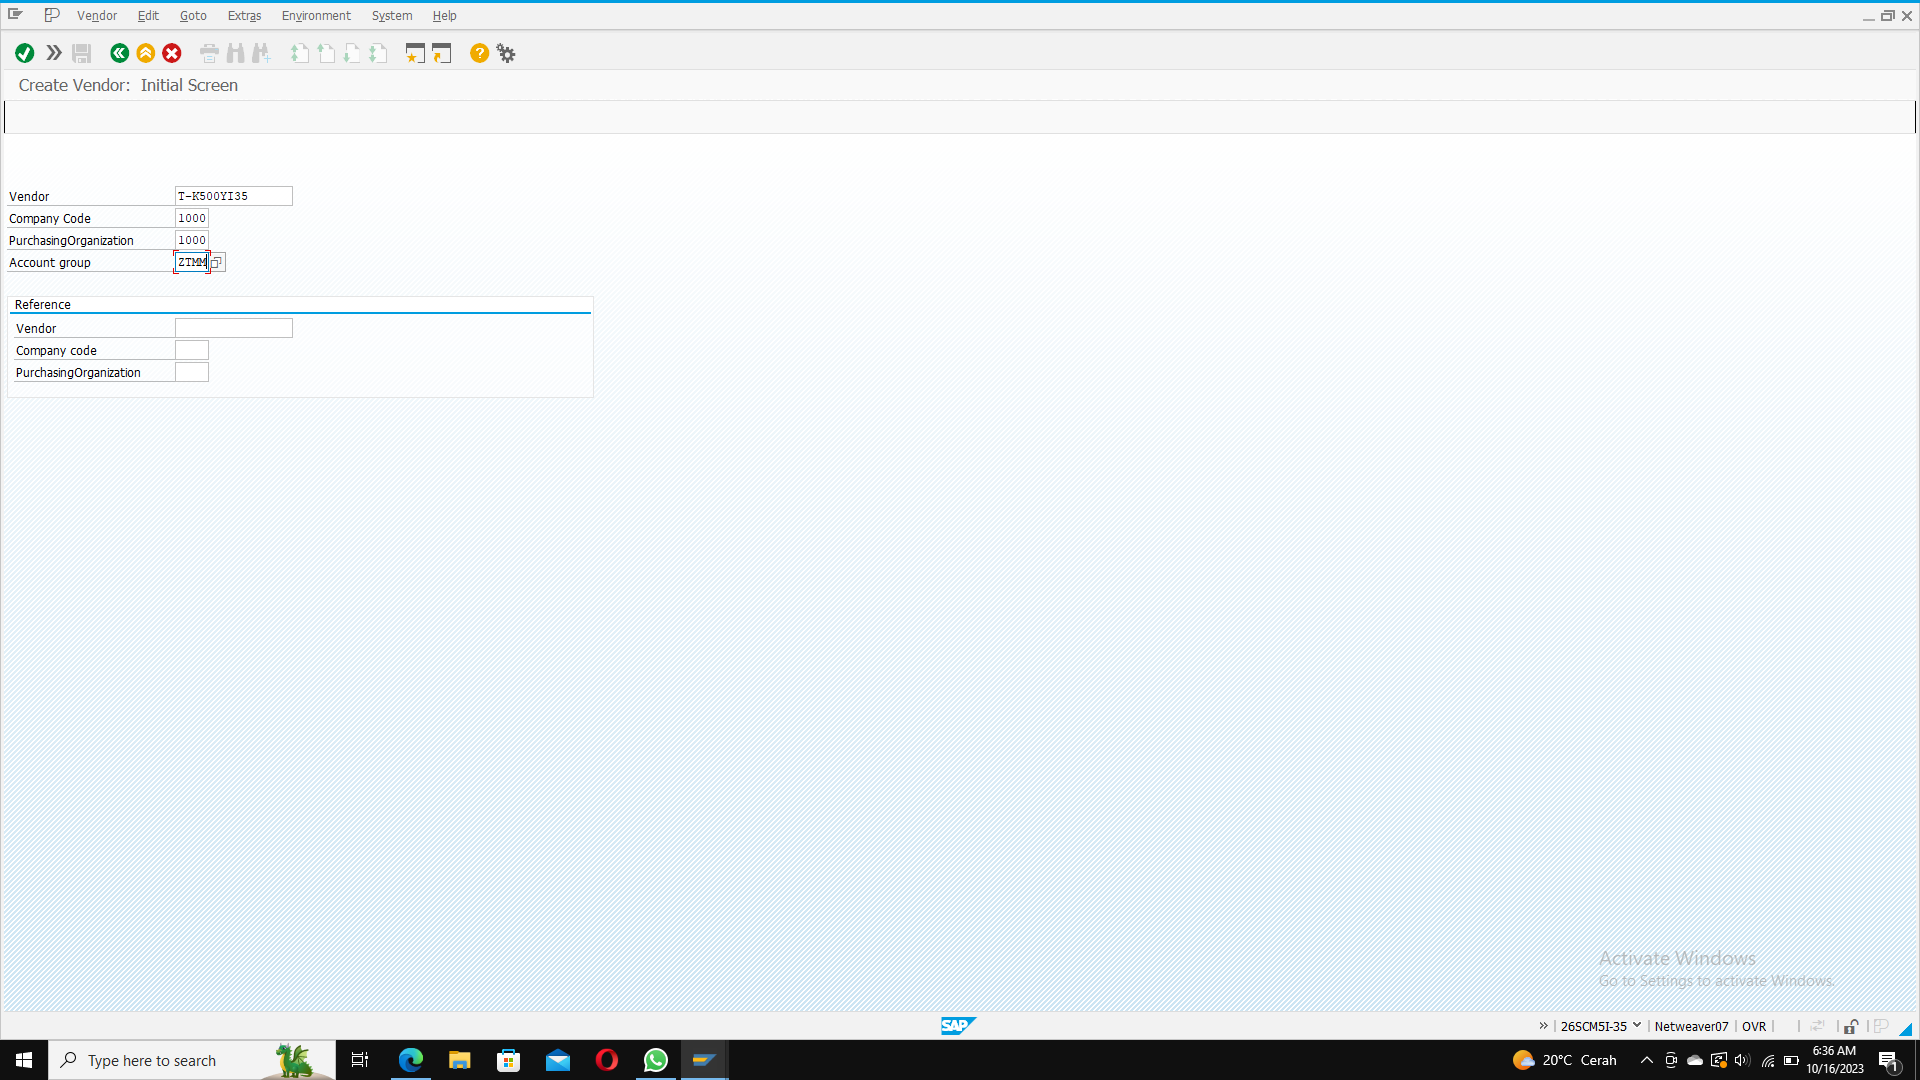 Vendor Edit Goto Extras Environment System Help
Create Vendor: Initial Screen
Vendor T-K500YI35
Company Code 1000
PurchasingOrganization 1000
Account group ZTMM
Reference
Vendor
Company code
PurchasingOrganization
Activate Windows
Go to Settings to activate Windows.
SAP
26SCM5I-35 Netweaver07 OVR
Type here to search
20°C Cerah
6:36 AM
10/16/2023
1